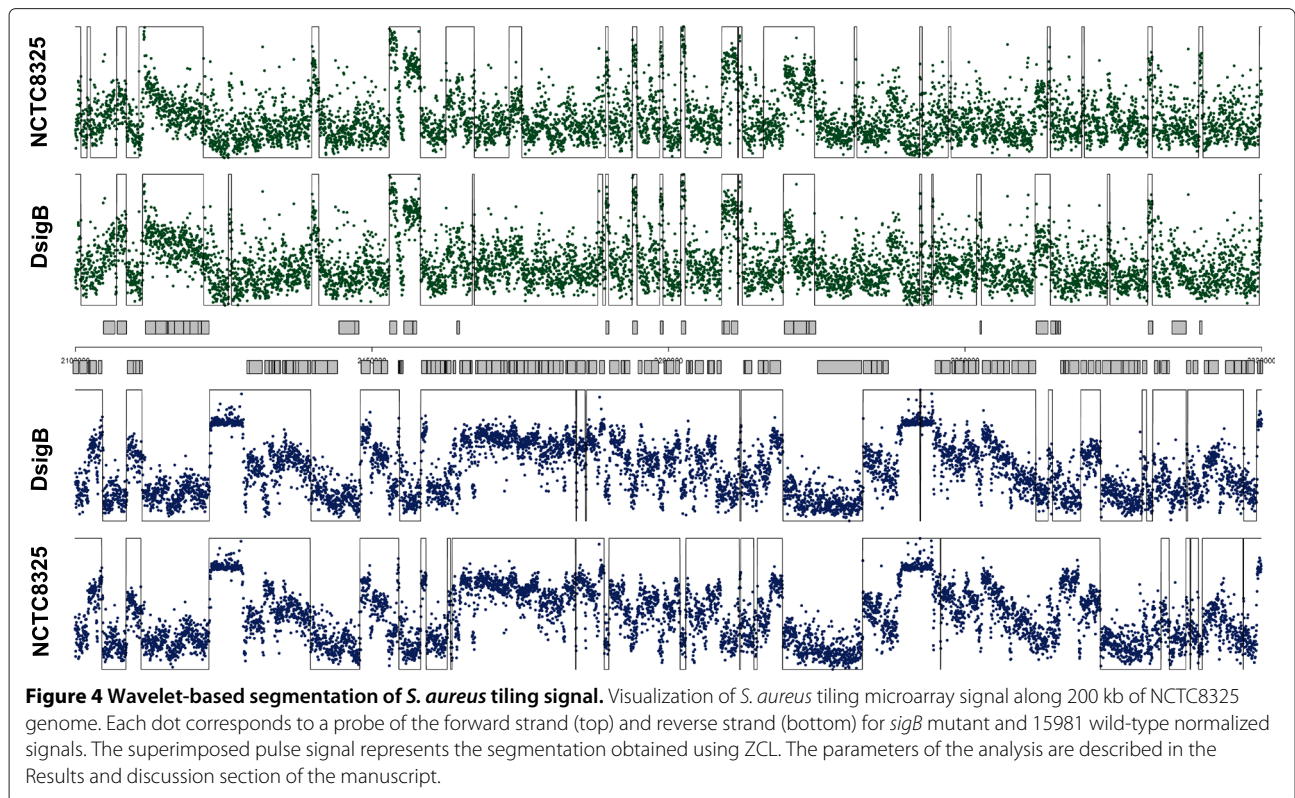 NCTC8325
DsigB
2100000
DsigB
NCTC8325
Figure 4 Wavelet-based segmentation of S. aureus tiling signal. Visualization of S. aureus tiling microarray signal along 200 kb of NCTC8325
genome. Each dot corresponds to a probe of the forward strand (top) and reverse strand (bottom) for sigB mutant and 15981 wild-type normalized
signals. The superimposed pulse signal represents the segmentation obtained using ZCL. The parameters of the analysis are described in the
Results and discussion section of the manuscript.